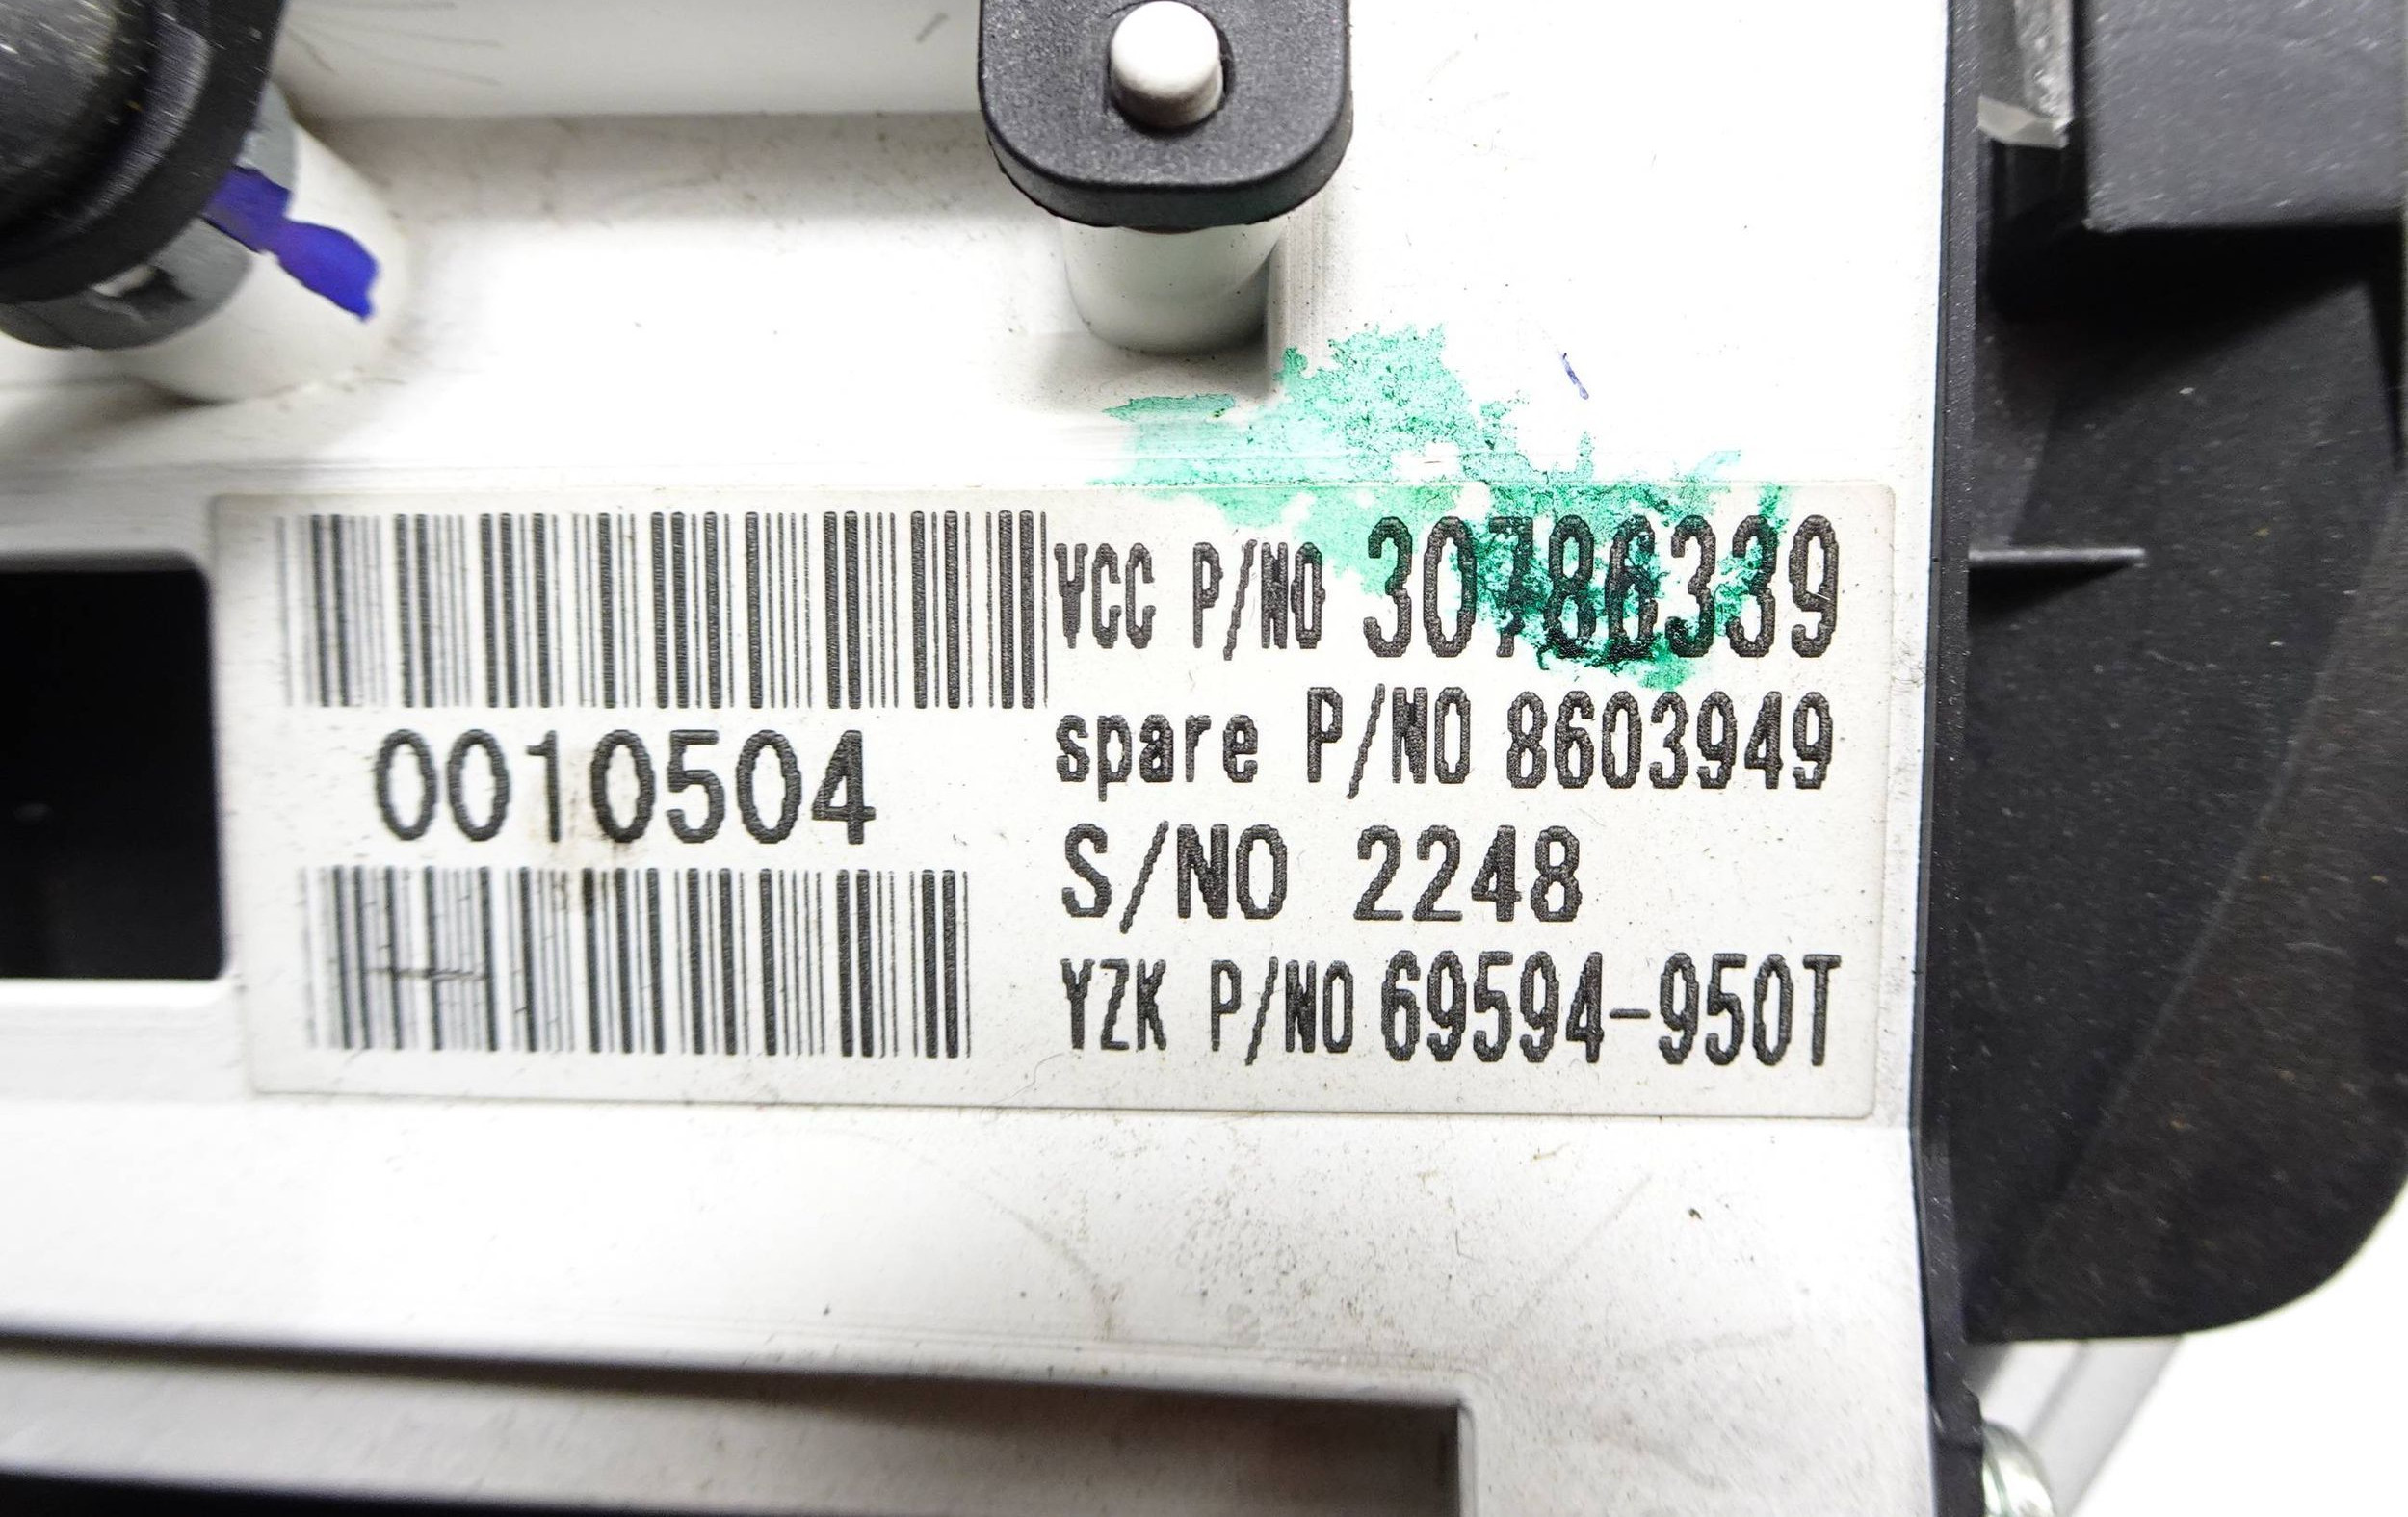 0010504
VCC P/NO 30786339
spare P/NO 8603949
S/NO 2248
YZK P/NO 69594-950T